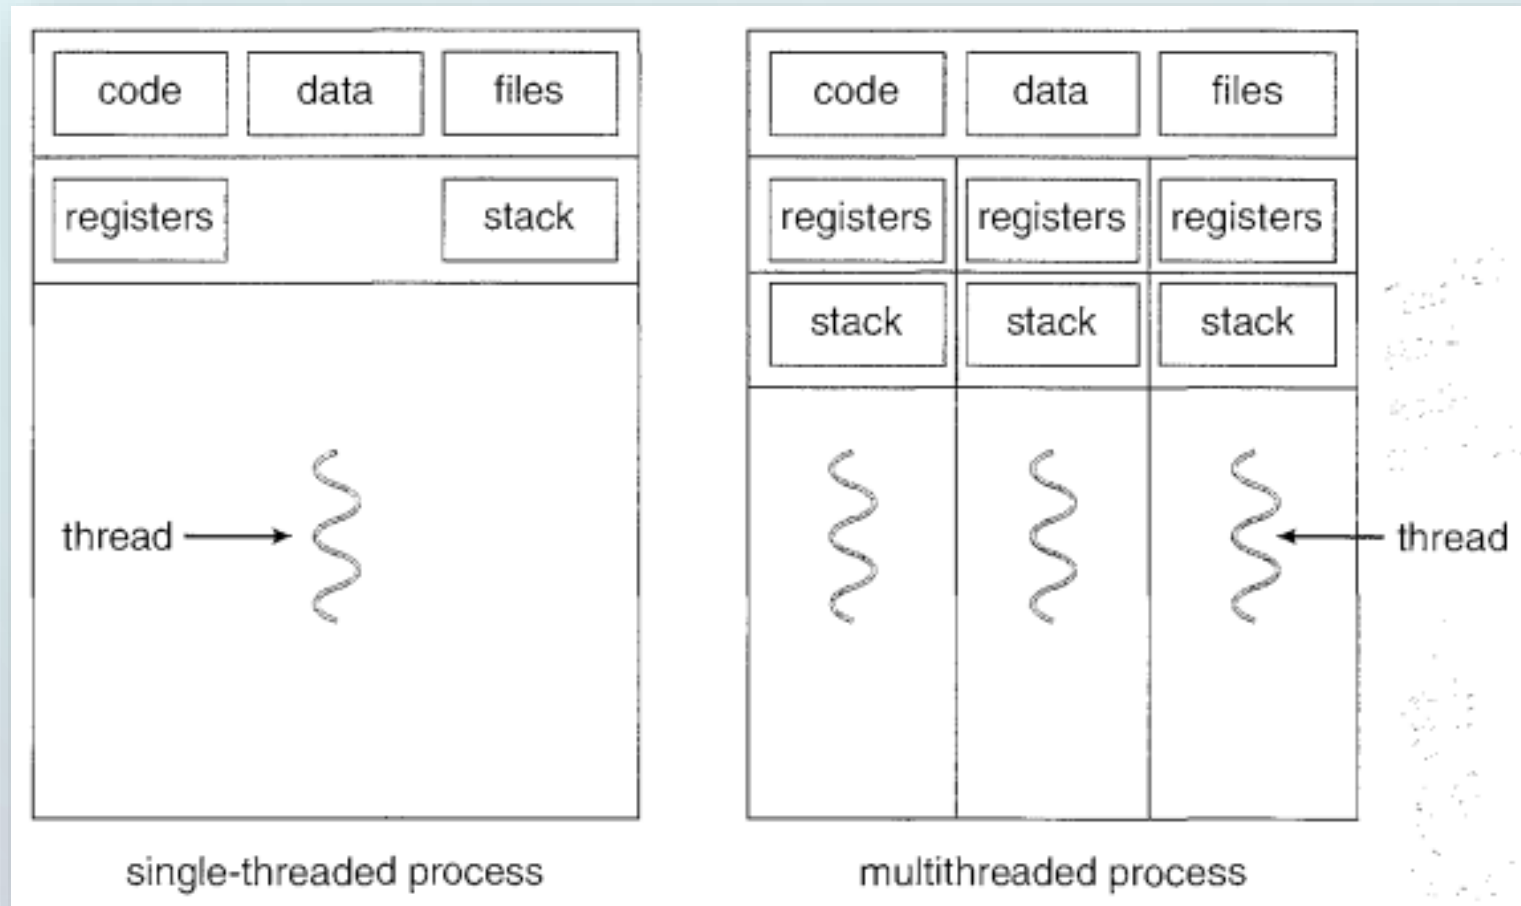 code data files code data files
registers stack registers registers registers
stack stack stack
thread thread
single-threaded process multithreaded process